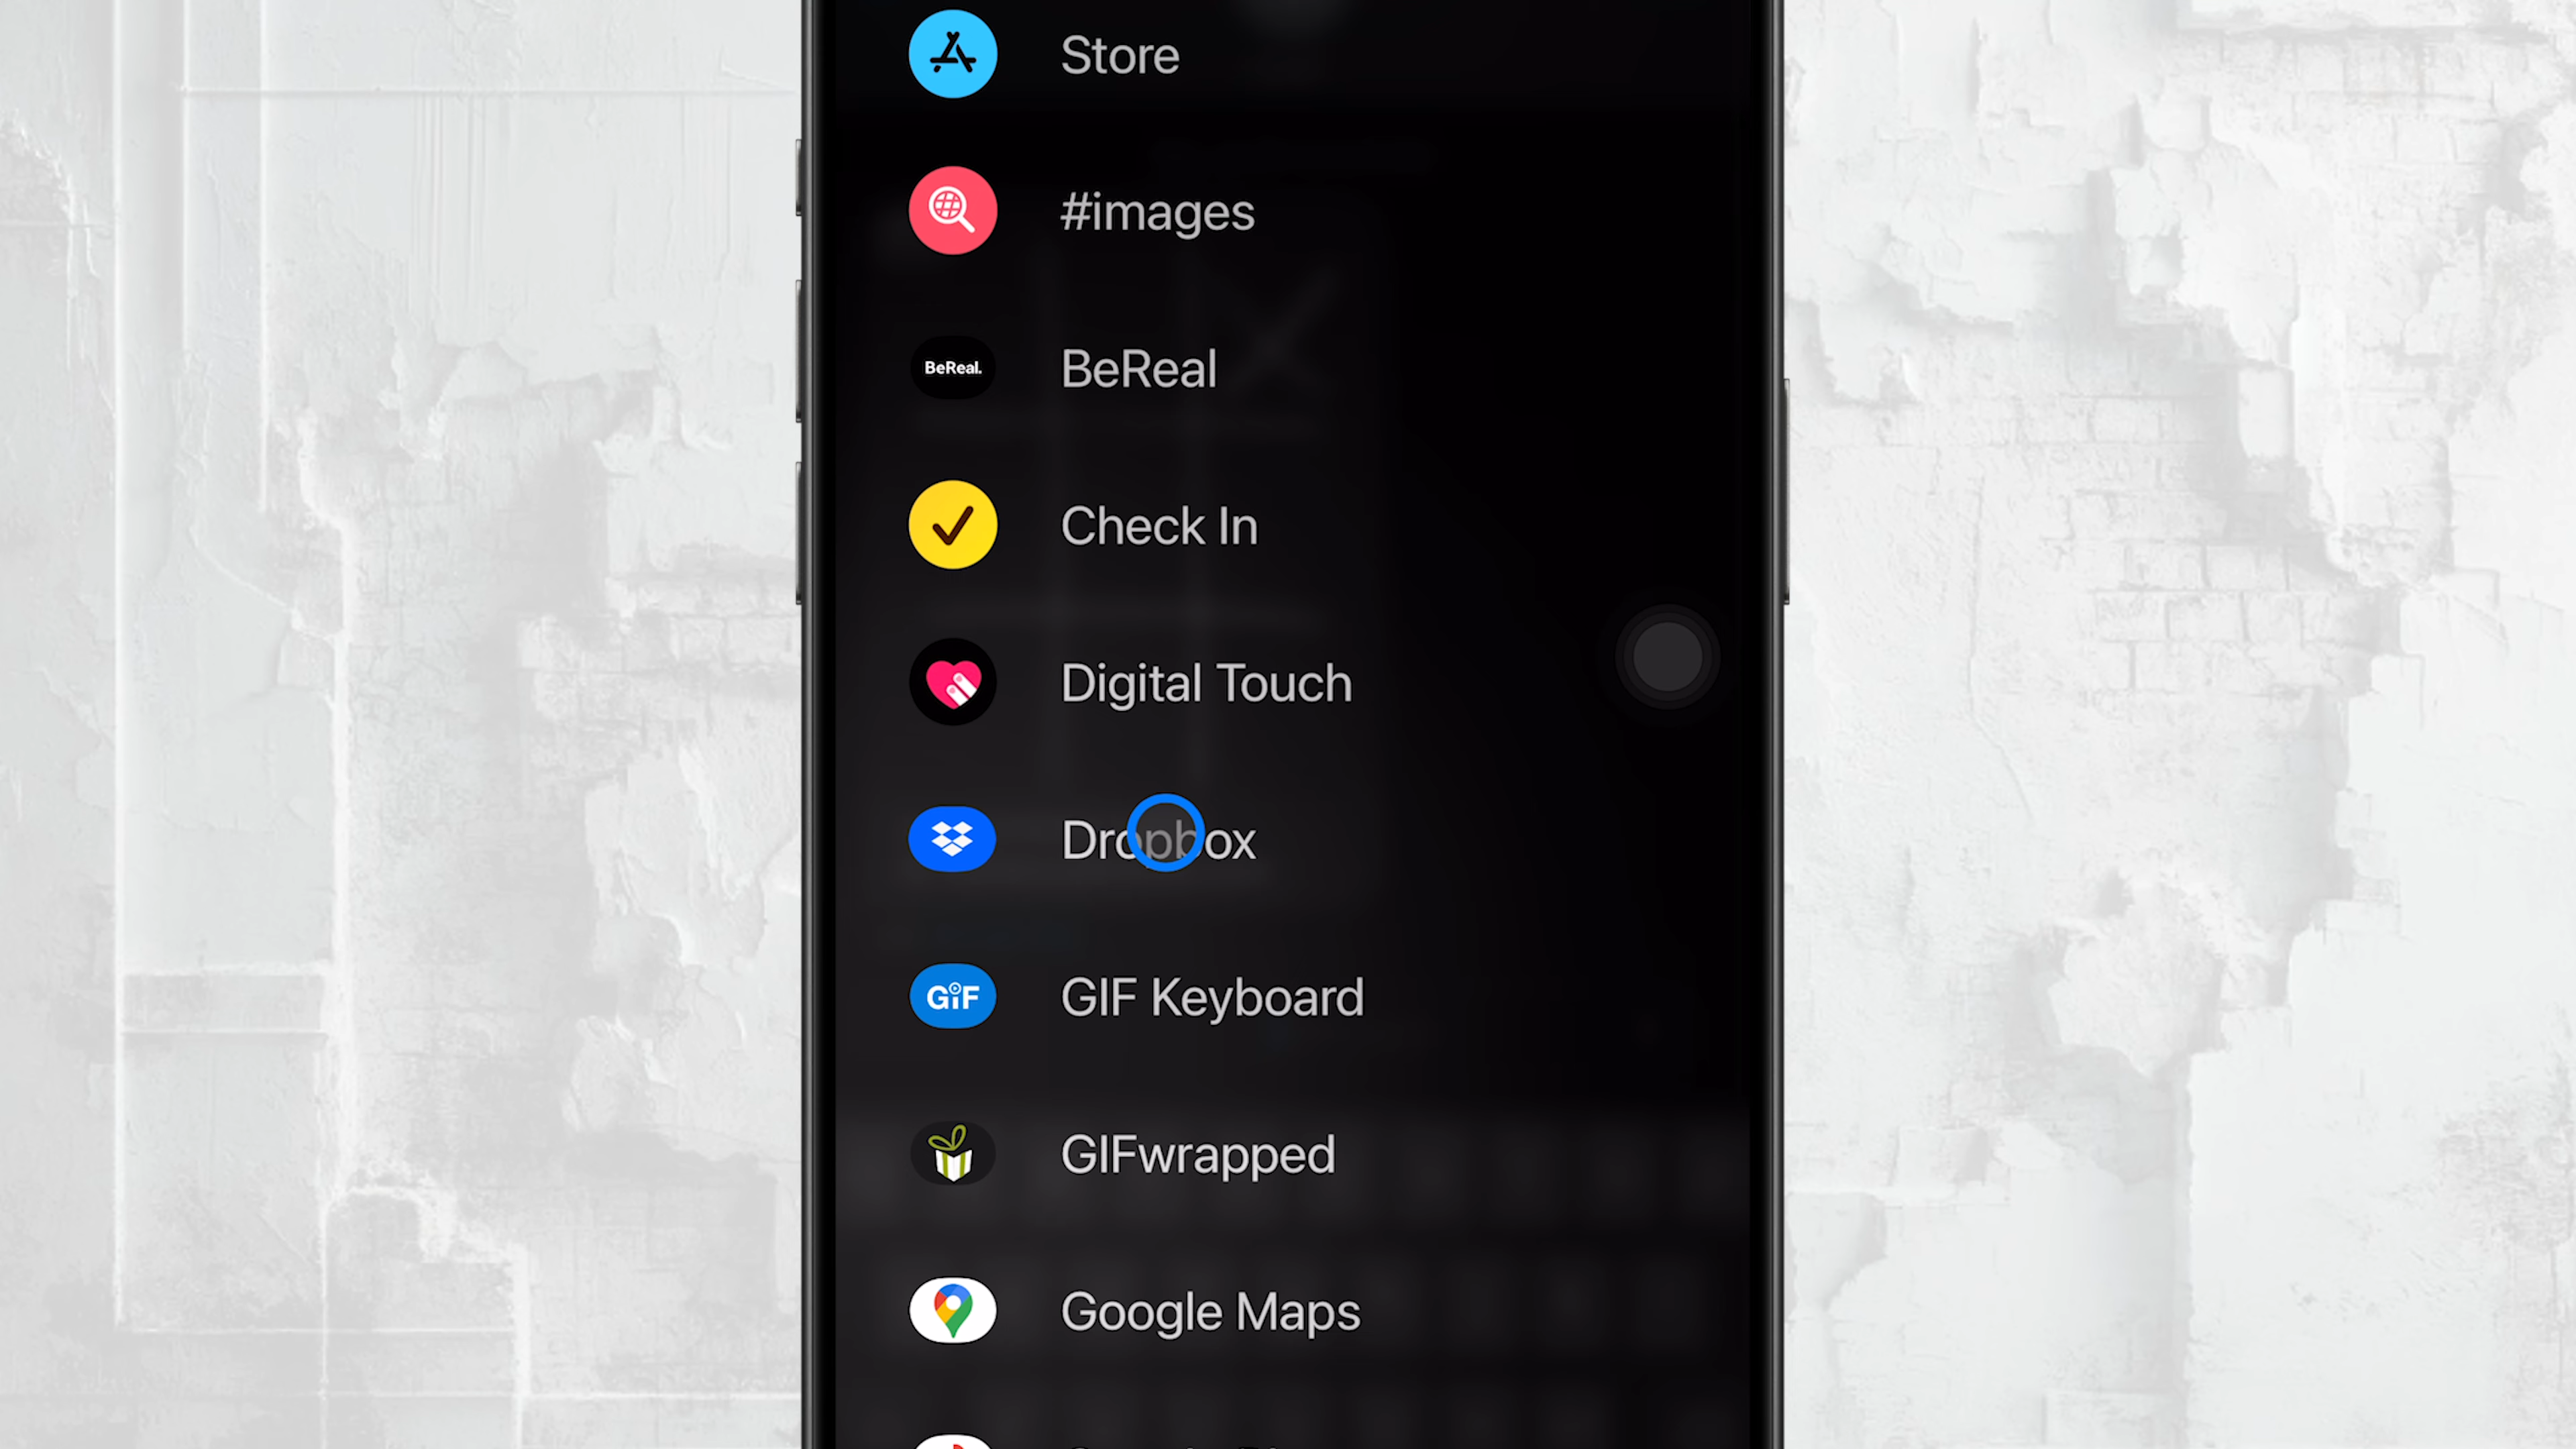 Store
#images
BeReal.
BeReal
Check In
Digital Touch
Dropbox
GIF
GIF Keyboard
GIFwrapped
Google Maps